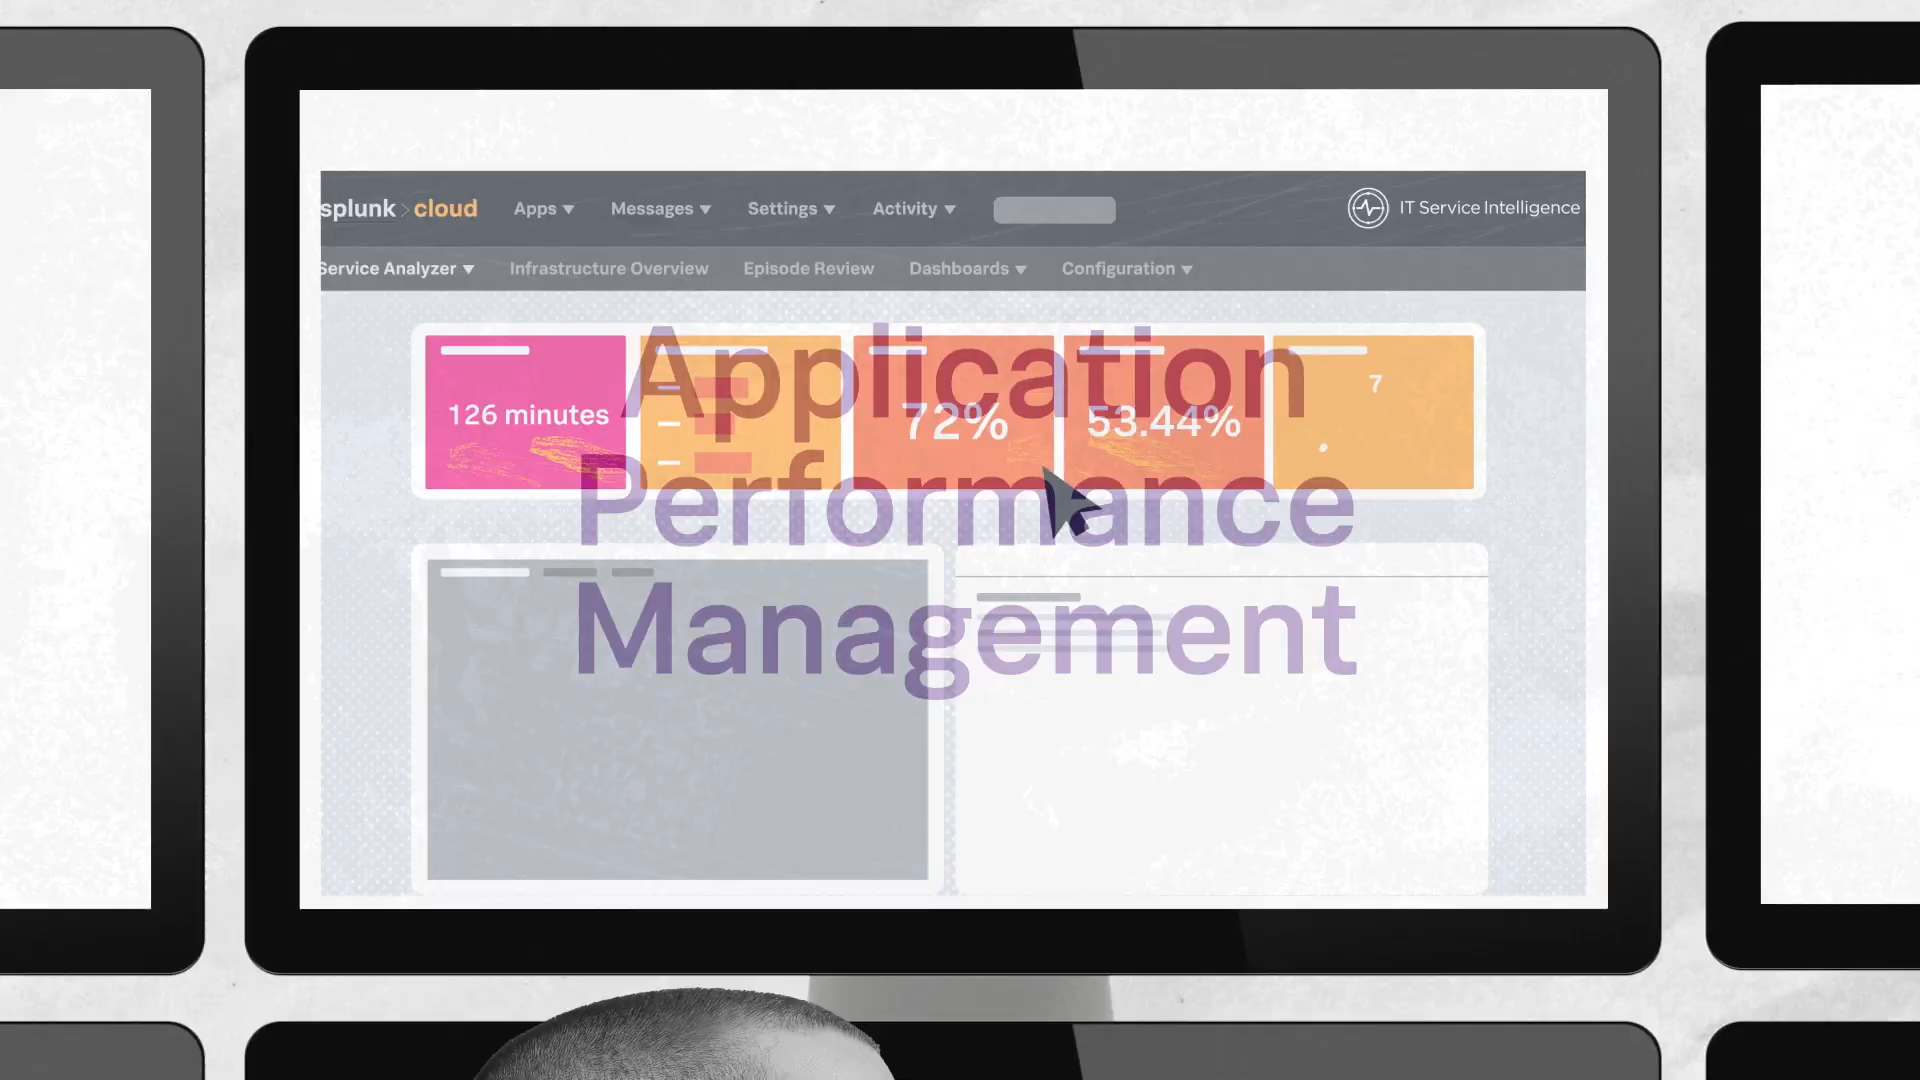 splunk>cloud Apps Messages Settings Activity IT Service Intelligence
Service Analyzer Infrastructure Overview Episode Review Dashboards Configuration
126 minutes 72% 53.44% 7
Application
Performance
Management